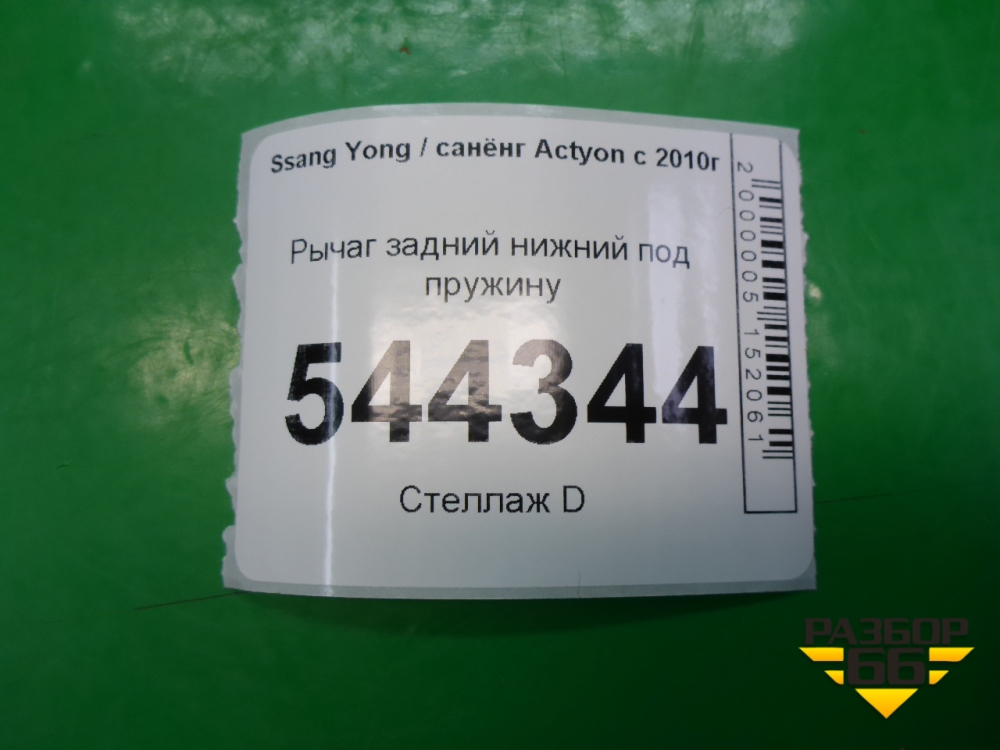 Ssang Yong / санёнг Actyon с 2010г
Рычаг задний нижний под
пружину
544344
Стеллаж D
2000005152061
РАЗБОР
66